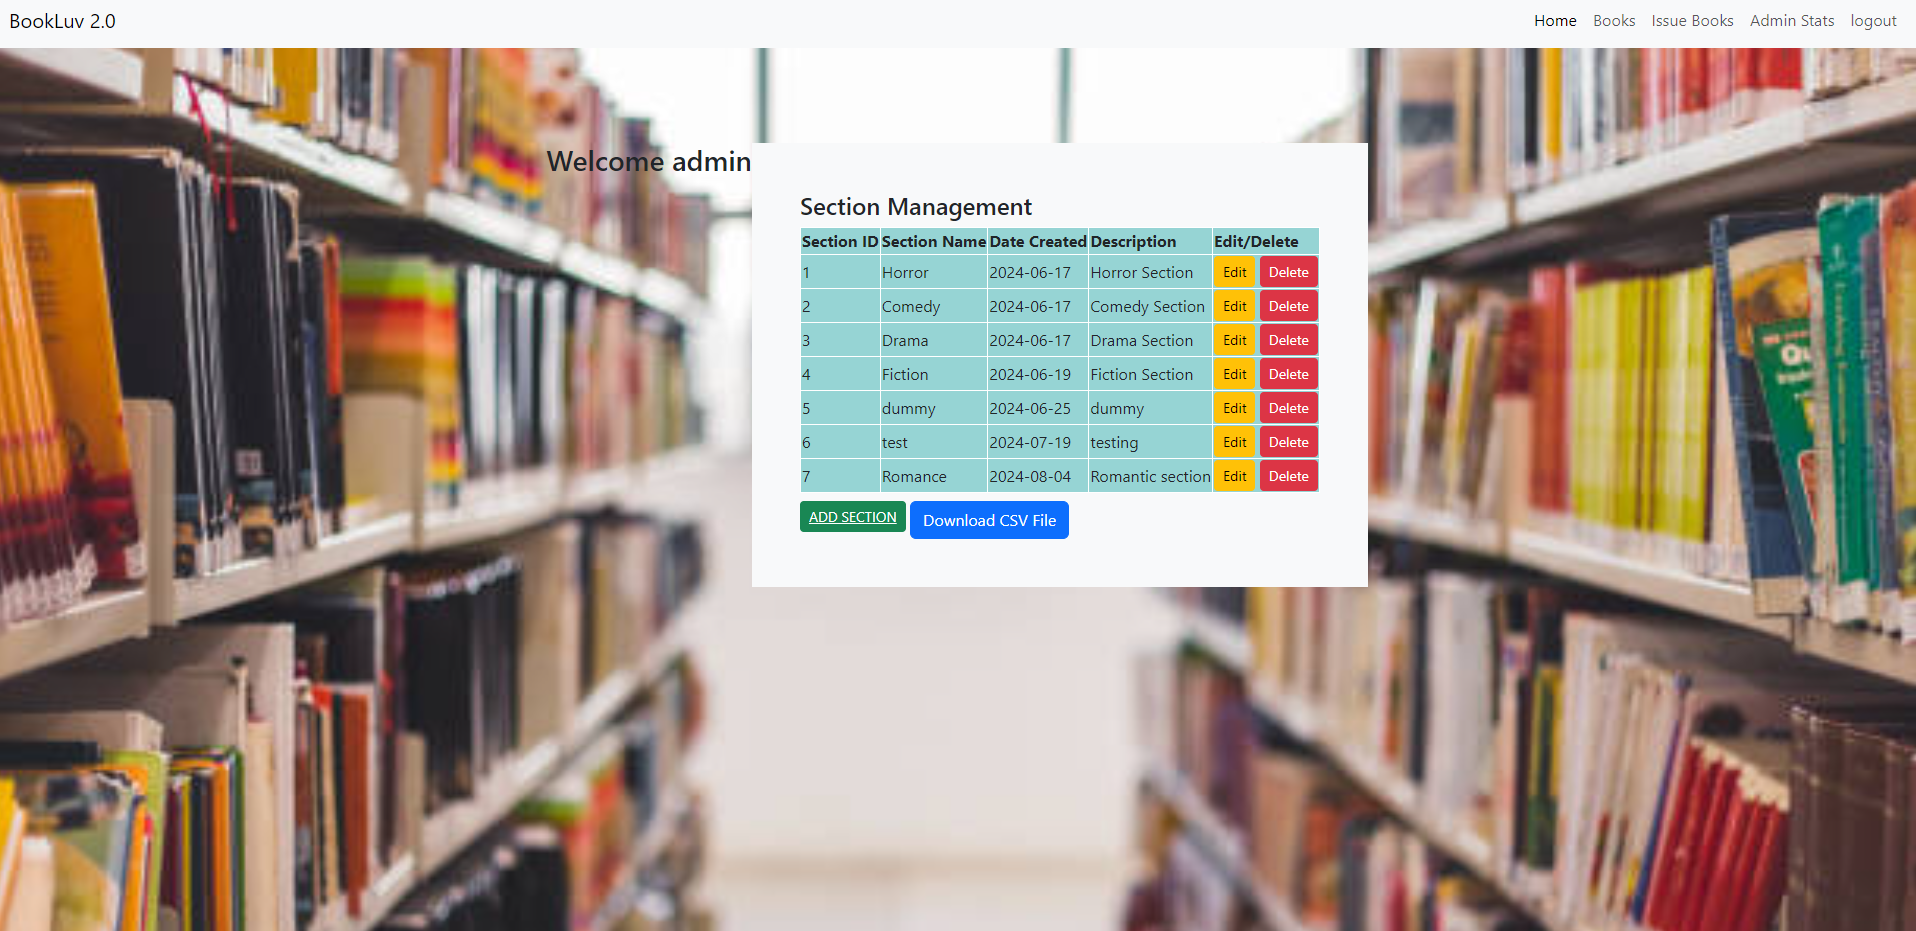 BookLuv 2.0
Home Books Issue Books Admin Stats logout
Welcome admin
Section Management
Section ID Section Name Date Created Description Edit/Delete
1 Horror 2024-06-17 Horror Section Edit Delete
2 Comedy 2024-06-17 Comedy Section Edit Delete
3 Drama 2024-06-17 Drama Section Edit Delete
4 Fiction 2024-06-19 Fiction Section Edit Delete
5 dummy 2024-06-25 dummy Edit Delete
6 test 2024-07-19 testing Edit Delete
7 Romance 2024-08-04 Romantic section Edit Delete
ADD SECTION Download CSV File